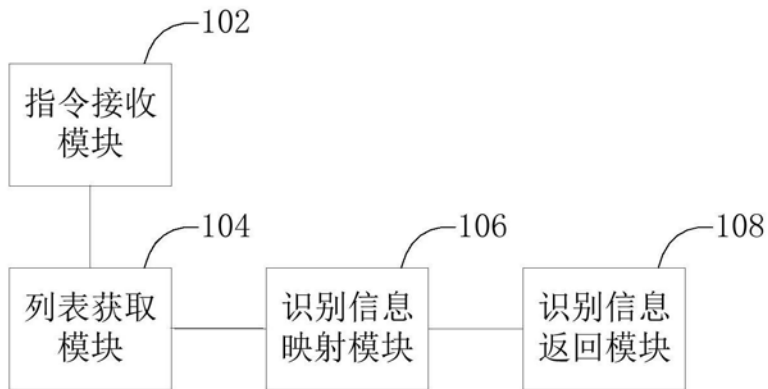 102
指令接收
模块
104
106
108
列表获取
模块
识别信息
映射模块
识别信息
返回模块